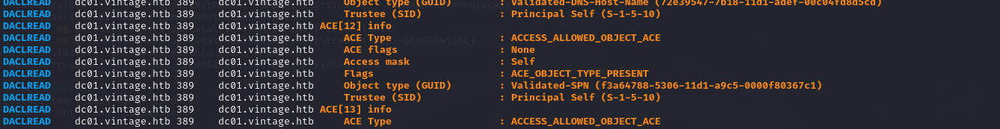 DACLREAD dc01.vintage.htb 389 dc01.vintage.htb Object type (GUID) : Validated-DNS-Host-Name (72e39547-7b18-11d1-adef-00c04fd8d5cd)
DACLREAD dc01.vintage.htb 389 dc01.vintage.htb Trustee (SID) : Principal Self (S-1-5-10)
DACLREAD dc01.vintage.htb 389 dc01.vintage.htb ACE[12] info
DACLREAD dc01.vintage.htb 389 dc01.vintage.htb ACE Type : ACCESS_ALLOWED_OBJECT_ACE
DACLREAD dc01.vintage.htb 389 dc01.vintage.htb ACE flags : None
DACLREAD dc01.vintage.htb 389 dc01.vintage.htb Access mask : Self
DACLREAD dc01.vintage.htb 389 dc01.vintage.htb Flags : ACE_OBJECT_TYPE_PRESENT
DACLREAD dc01.vintage.htb 389 dc01.vintage.htb Object type (GUID) : Validated-SPN (f3a64788-5306-11d1-a9c5-0000f80367c1)
DACLREAD dc01.vintage.htb 389 dc01.vintage.htb Trustee (SID) : Principal Self (S-1-5-10)
DACLREAD dc01.vintage.htb 389 dc01.vintage.htb ACE[13] info
DACLREAD dc01.vintage.htb 389 dc01.vintage.htb ACE Type : ACCESS_ALLOWED_OBJECT_ACE